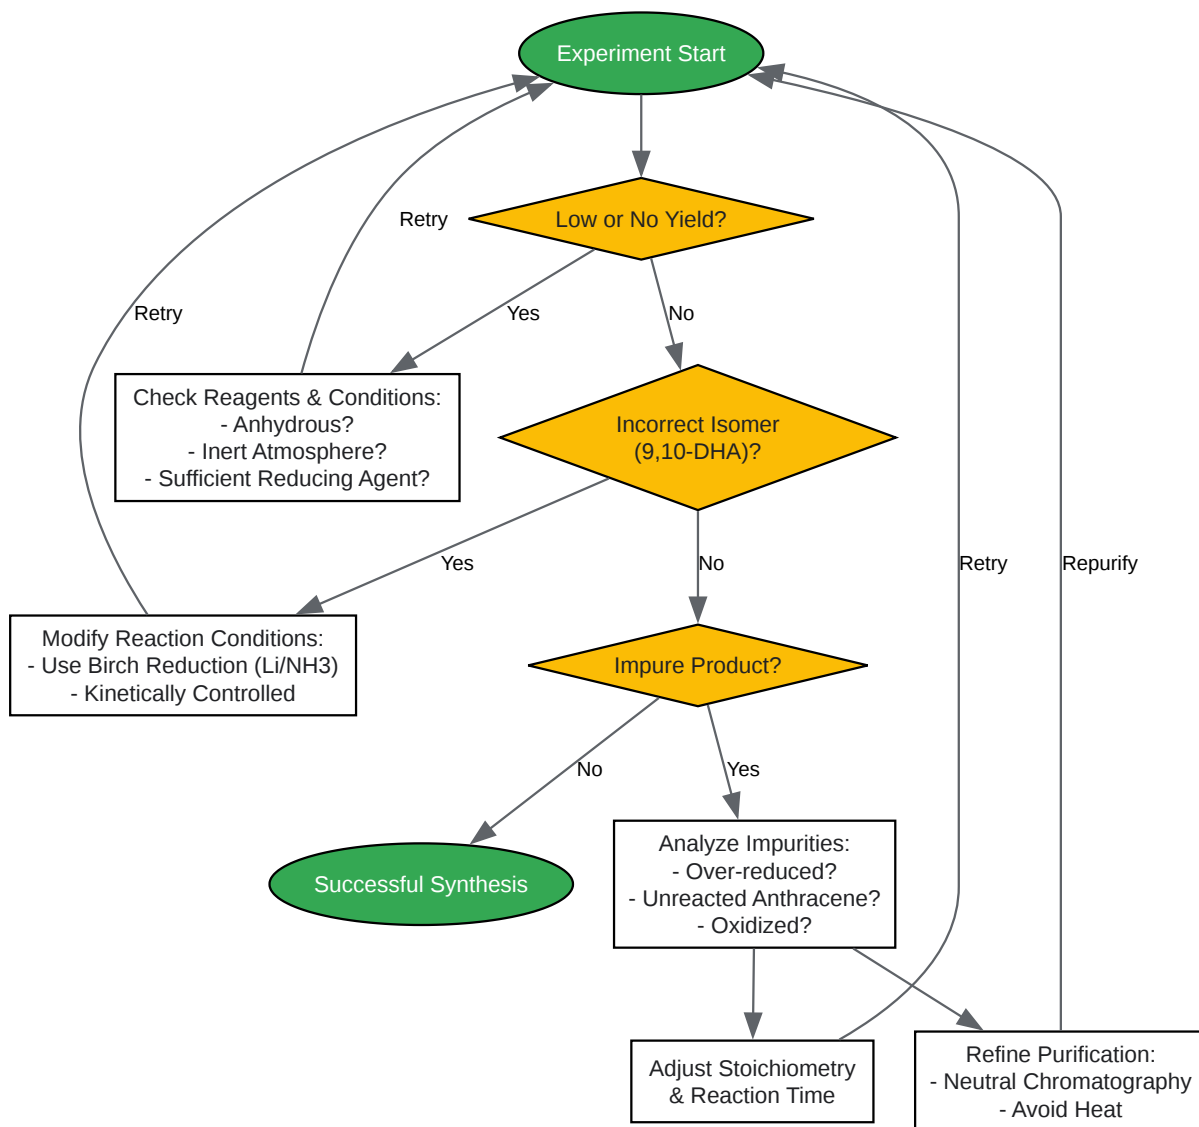 Experiment Start
Low or No Yield?
Retry
Retry
Yes
No
Check Reagents & Conditions:
- Anhydrous?
- Inert Atmosphere?
- Sufficient Reducing Agent?
Incorrect Isomer
(9,10-DHA)?
Yes
No
Retry
Repurify
Modify Reaction Conditions:
- Use Birch Reduction (Li/NH3)
- Kinetically Controlled
Impure Product?
No
Yes
Successful Synthesis
Analyze Impurities:
- Over-reduced?
- Unreacted Anthracene?
- Oxidized?
Adjust Stoichiometry
& Reaction Time
Refine Purification:
- Neutral Chromatography
- Avoid Heat